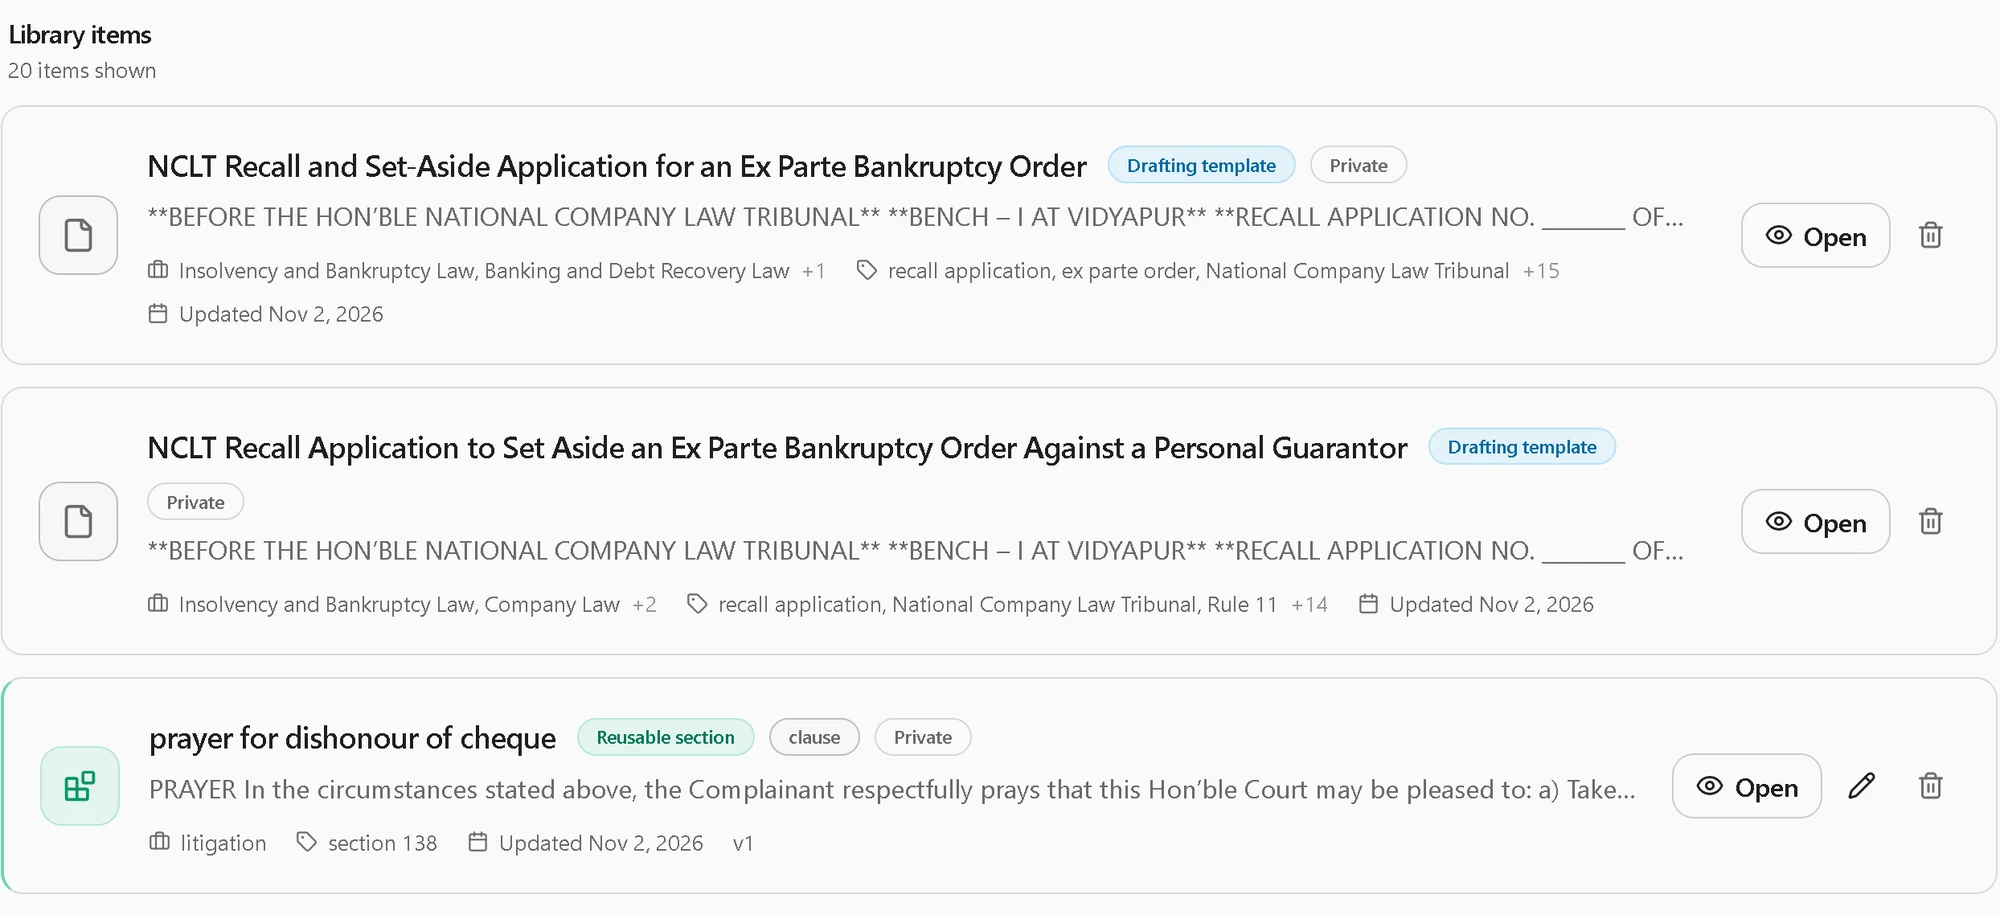 Library items
20 items shown
NCLT Recall and Set-Aside Application for an Ex Parte Bankruptcy Order Drafting template Private
**BEFORE THE HON’BLE NATIONAL COMPANY LAW TRIBUNAL** **BENCH – I AT VIDYAPUR** **RECALL APPLICATION NO. _______ OF...
Open
Insolvency and Bankruptcy Law, Banking and Debt Recovery Law +1 recall application, ex parte order, National Company Law Tribunal +15
Updated Nov 2, 2026
NCLT Recall Application to Set Aside an Ex Parte Bankruptcy Order Against a Personal Guarantor Drafting template
Private
Open
**BEFORE THE HON’BLE NATIONAL COMPANY LAW TRIBUNAL** **BENCH – I AT VIDYAPUR** **RECALL APPLICATION NO. _______ OF...
Insolvency and Bankruptcy Law, Company Law +2 recall application, National Company Law Tribunal, Rule 11 +14 Updated Nov 2, 2026
prayer for dishonour of cheque Reusable section clause Private
PRAYER In the circumstances stated above, the Complainant respectfully prays that this Hon’ble Court may be pleased to: a) Take...
Open
litigation section 138 Updated Nov 2, 2026 v1